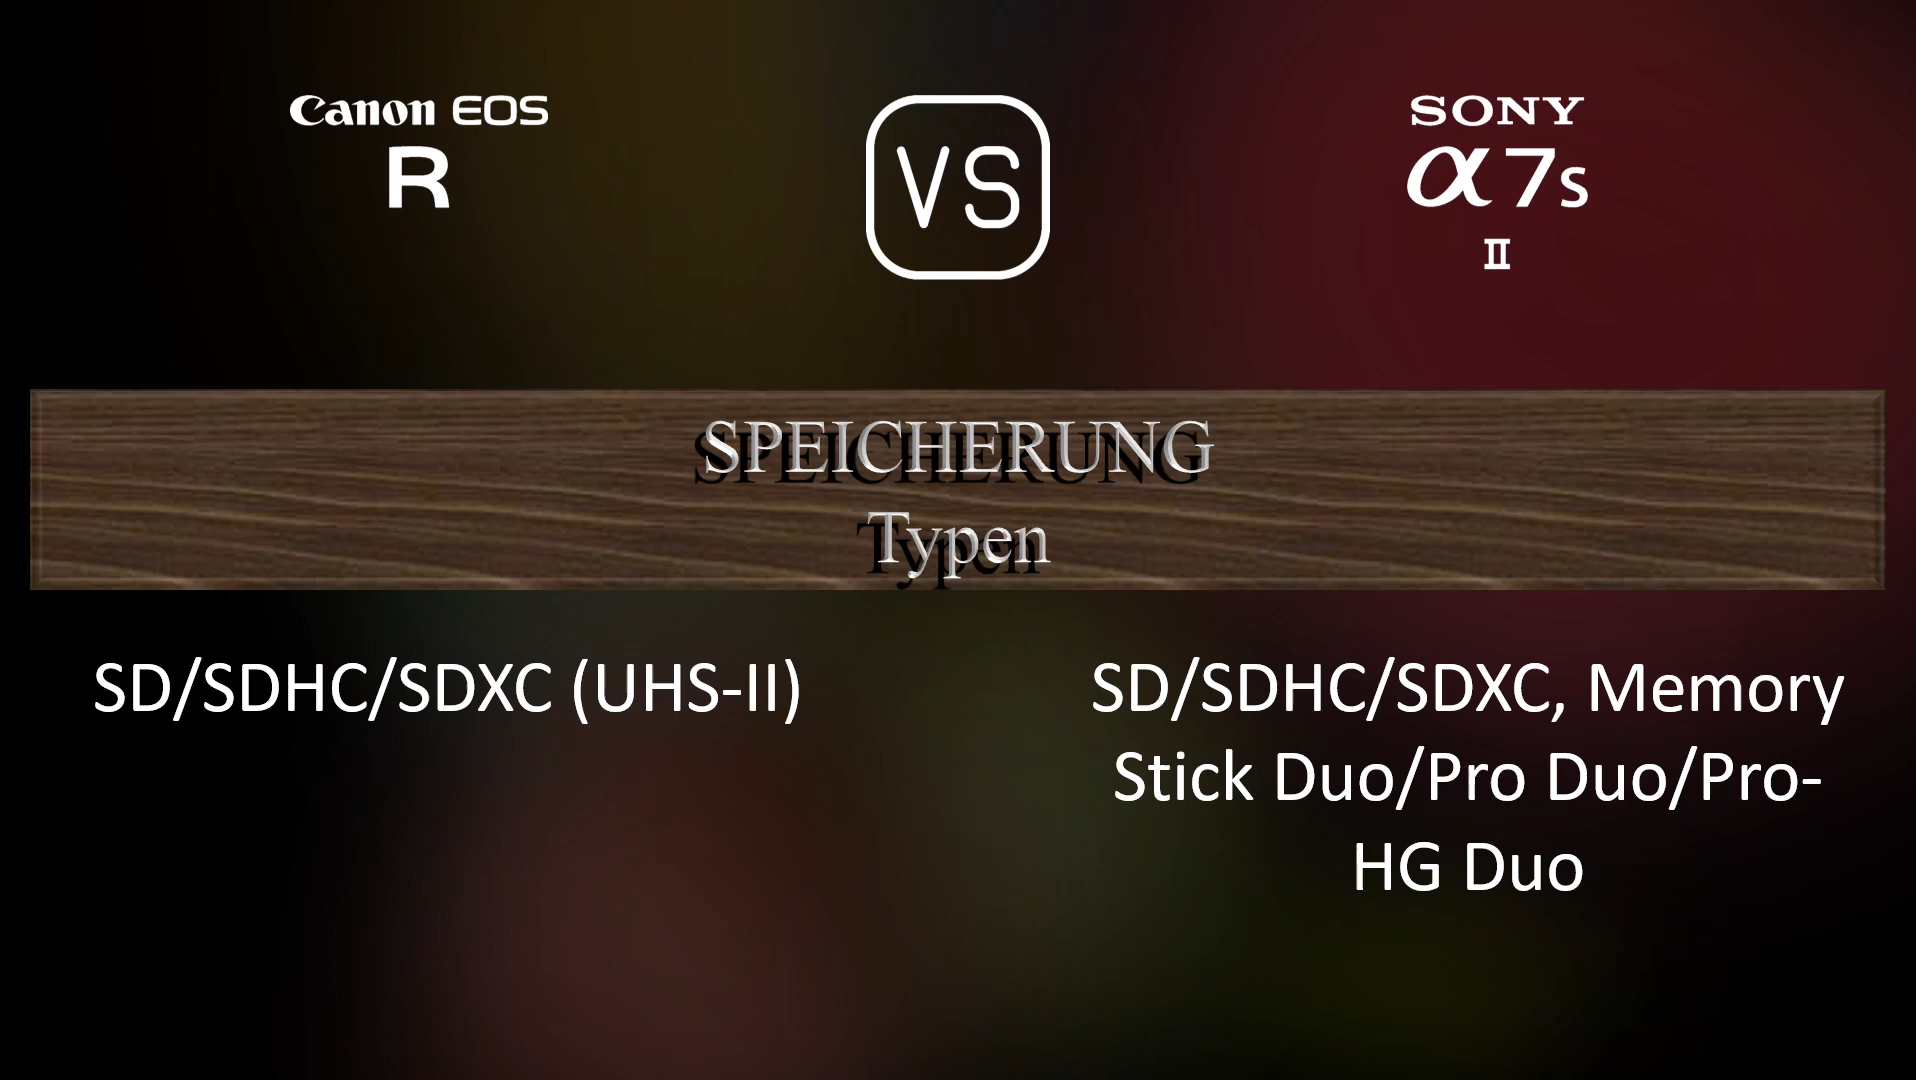 Canon EOS
R
VS
SONY
α7s
II
SPEICHERUNG
Typen
SD/SDHC/SDXC (UHS-II)
SD/SDHC/SDXC, Memory
Stick Duo/Pro Duo/Pro-
HG Duo